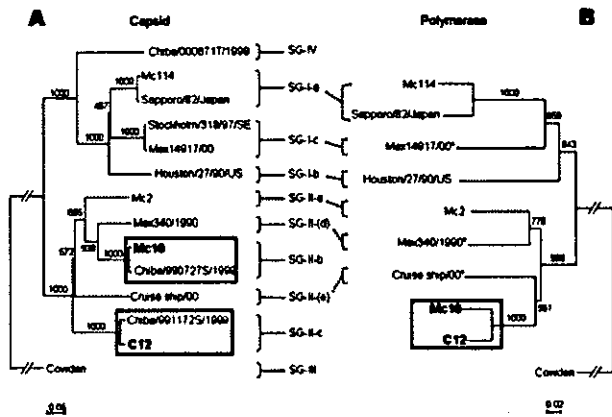 A Capsid Polymerase B
Chiba/000671T/1999 SG-IV
1000
1000 Mc114 SG-I-a Mc114
487 1000
Sapporo/82/Japan Sapporo/82/Japan
1000 Stockholm/318/97/SE
1000 SG-I-c
Mex14917/00 Mex14917/00*
843
Houston/27/90/US SG-I-b Houston/27/90/US
Mc2 SG-II-a Mc2
Mex340/1990 SG-II-(d) 778
572 Mc10 Mex340/1990*
1000 SG-II-b
Chiba/990727S/1999
Cruise ship/00 SG-II-(e) Cruise ship/00*
1000 Mc10
Chiba/991172S/1999 1000
1000 SG-II-c
C12 C12
Cowden SG-III Cowden
0.05 0.02